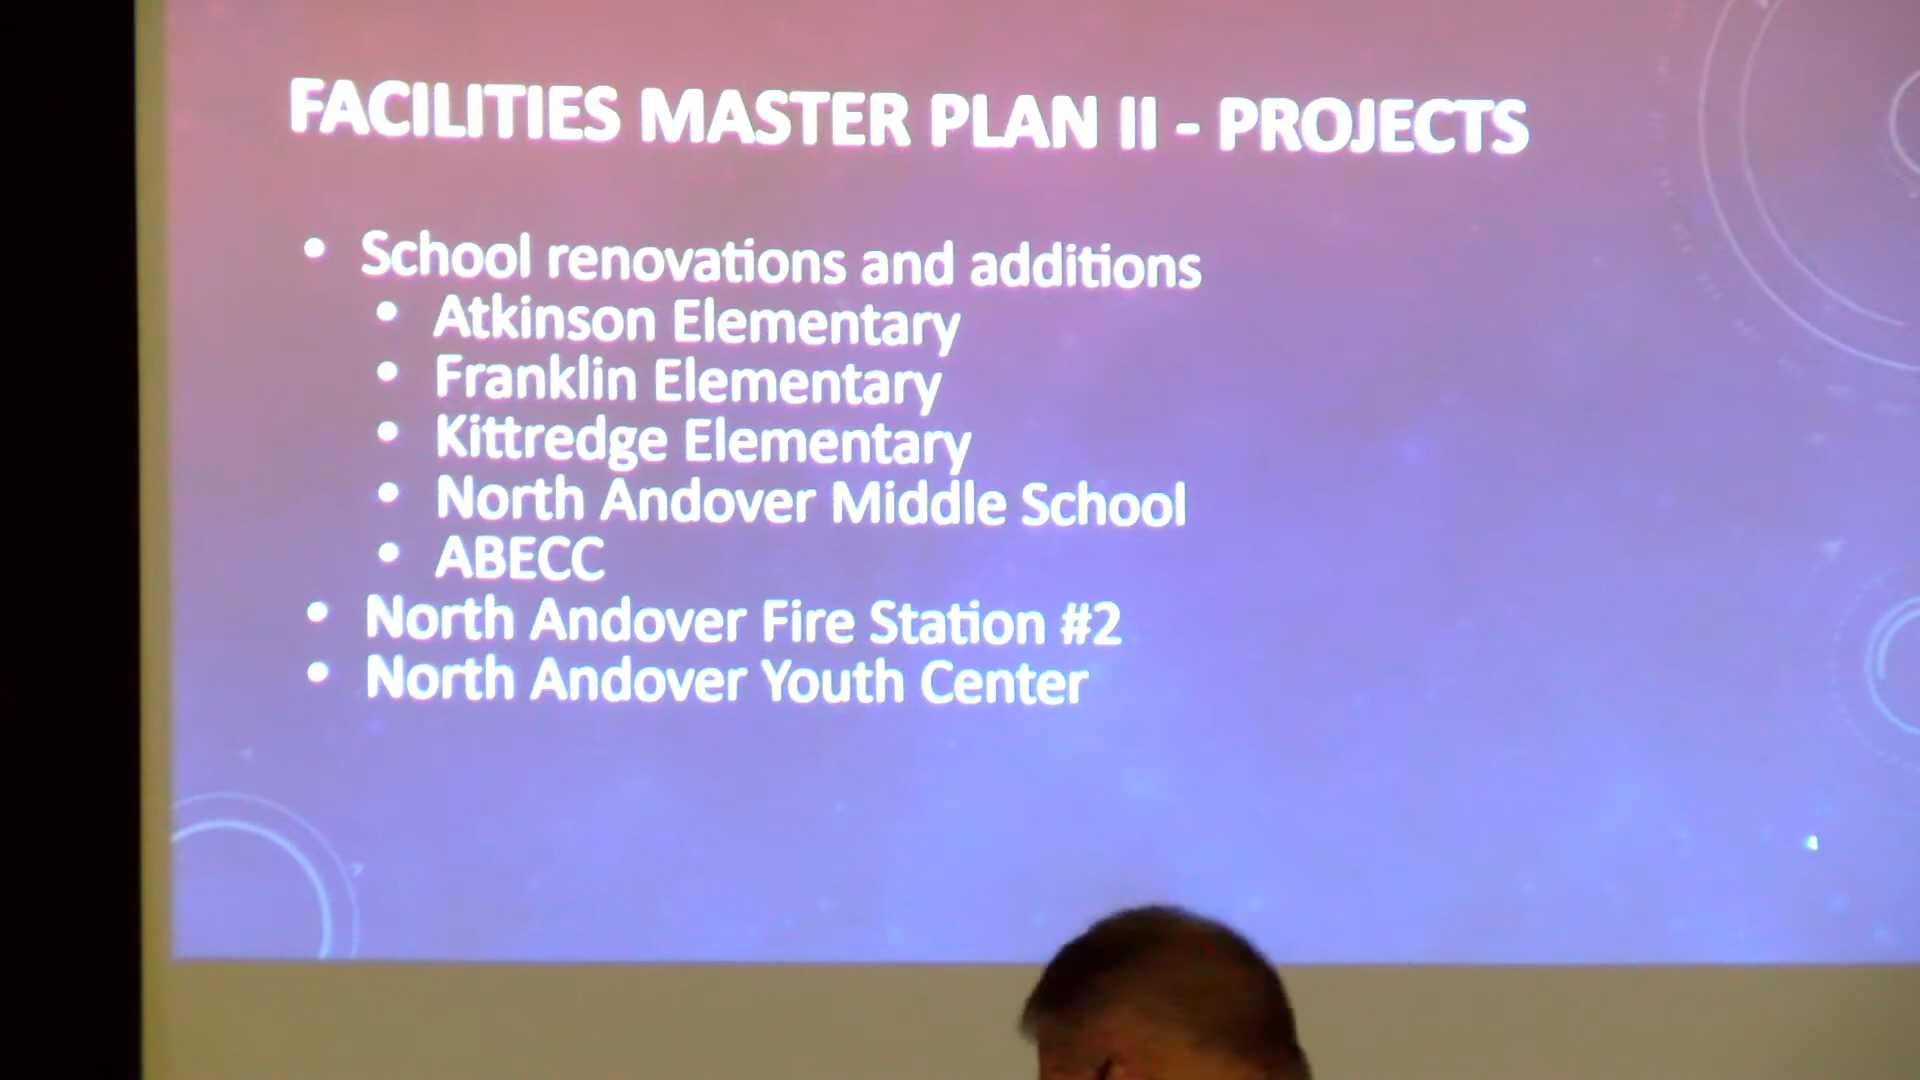 FACILITIES MASTER PLAN II - PROJECTS
• School renovations and additions
• Atkinson Elementary
• Franklin Elementary
• Kittredge Elementary
• North Andover Middle School
• ABECC
• North Andover Fire Station #2
• North Andover Youth Center